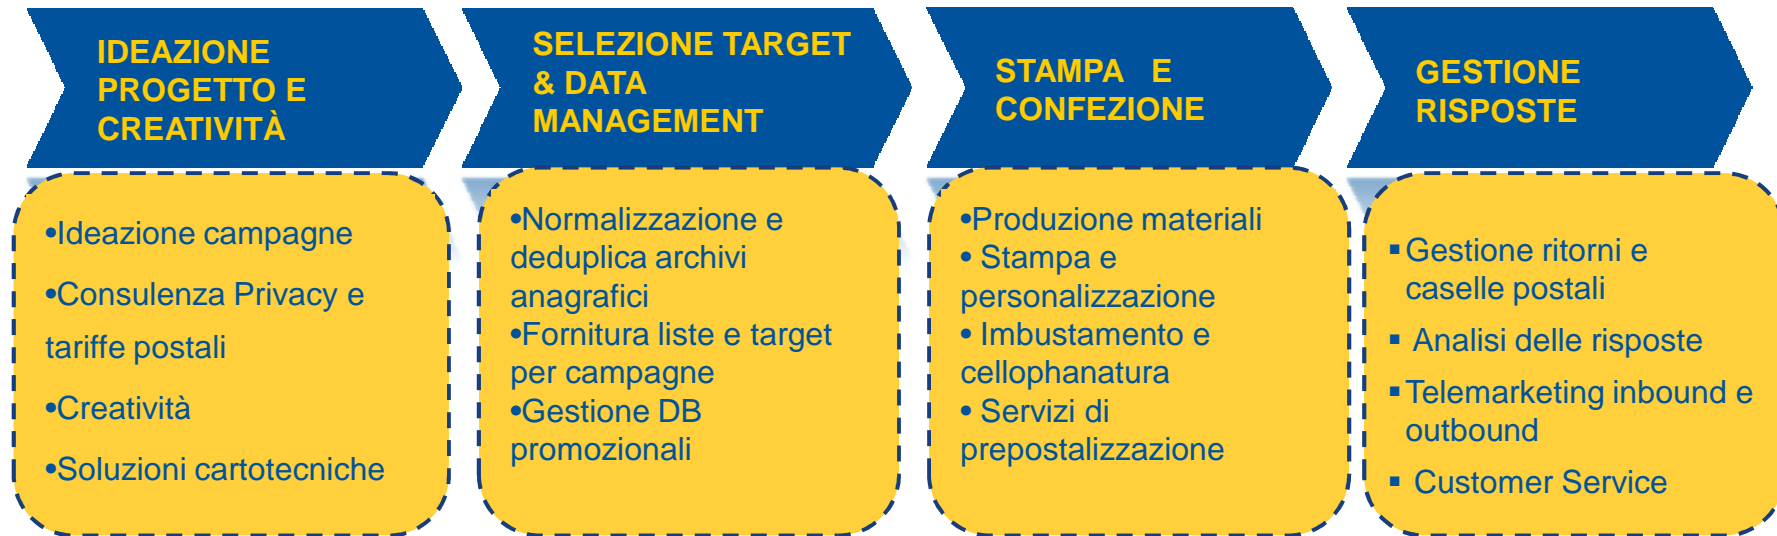 IDEAZIONE
PROGETTO E
CREATIVITÀ
SELEZIONE TARGET
& DATA
MANAGEMENT
STAMPA E
CONFEZIONE
GESTIONE
RISPOSTE
•Ideazione campagne
•Consulenza Privacy e
tariffe postali
•Creatività
•Soluzioni cartotecniche
•Normalizzazione e
deduplica archivi
anagrafici
•Fornitura liste e target
per campagne
•Gestione DB
promozionali
•Produzione materiali
• Stampa e
personalizzazione
• Imbustamento e
cellophanatura
• Servizi di
prepostalizzazione
▪ Gestione ritorni e
caselle postali
▪ Analisi delle risposte
▪ Telemarketing inbound e
outbound
▪ Customer Service